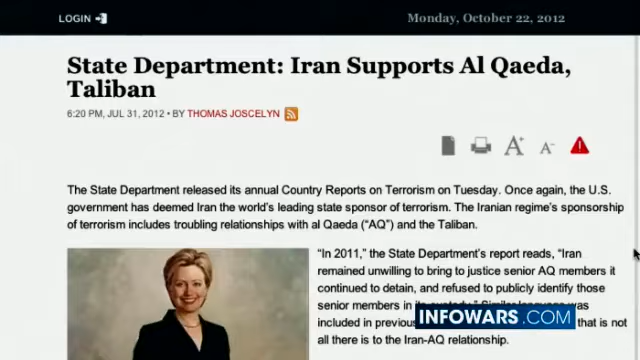 LOGIN
Monday, October 22, 2012
State Department: Iran Supports Al Qaeda,
Taliban
6:20 PM, JUL 31, 2012 • BY THOMAS JOSCELYN
A+ A-
The State Department released its annual Country Reports on Terrorism on Tuesday. Once again, the U.S.
government has deemed Iran the world's leading state sponsor of terrorism. The Iranian regime's sponsorship
of terrorism includes troubling relationships with al Qaeda ("AQ") and the Taliban.
"In 2011," the State Department's report reads, "Iran
remained unwilling to bring to justice senior AQ members it
continued to detain, and refused to publicly identify those
senior members in its custody." Similar language was
included in previous that is not
all there is to the Iran-AQ relationship.
INFOWARS.COM